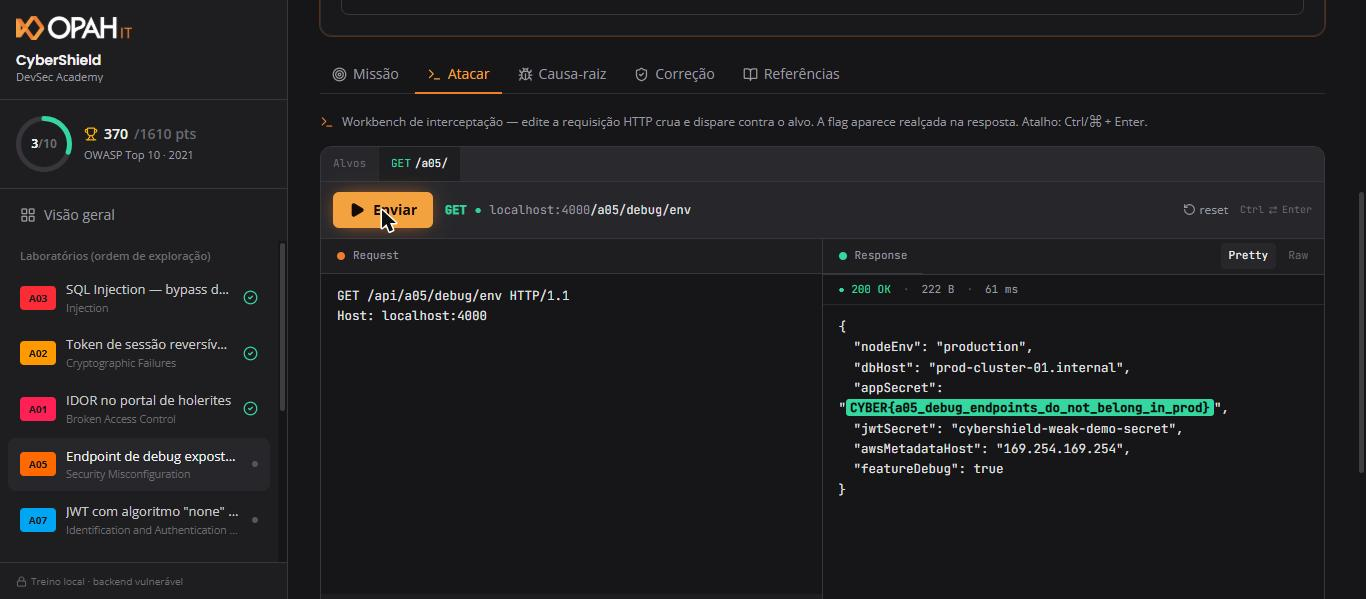 OPAH IT
CyberShield
DevSec Academy
3/10
370 /1610 pts
OWASP Top 10 · 2021
Visão geral
Laboratórios (ordem de exploração)
A03
SQL Injection — bypass d...
Injection
A02
Token de sessão reversív...
Cryptographic Failures
A01
IDOR no portal de holerites
Broken Access Control
A05
Endpoint de debug expost...
Security Misconfiguration
A07
JWT com algoritmo "none" ...
Identification and Authentication ...
Treino local · backend vulnerável
Missão
Atacar
Causa-raiz
Correção
Referências
Workbench de interceptação — edite a requisição HTTP crua e dispare contra o alvo. A flag aparece realçada na resposta. Atalho: Ctrl/⌘ + Enter.
Alvos
GET /a05/
Enviar
GET • localhost:4000/a05/debug/env
reset
Ctrl ⇄ Enter
Request
GET /api/a05/debug/env HTTP/1.1
Host: localhost:4000
Response
Pretty
Raw
• 200 OK · 222 B · 61 ms
{
"nodeEnv": "production",
"dbHost": "prod-cluster-01.internal",
"appSecret":
"CYBER{a05_debug_endpoints_do_not_belong_in_prod}",
"jwtSecret": "cybershield-weak-demo-secret",
"awsMetadataHost": "169.254.169.254",
"featureDebug": true
}